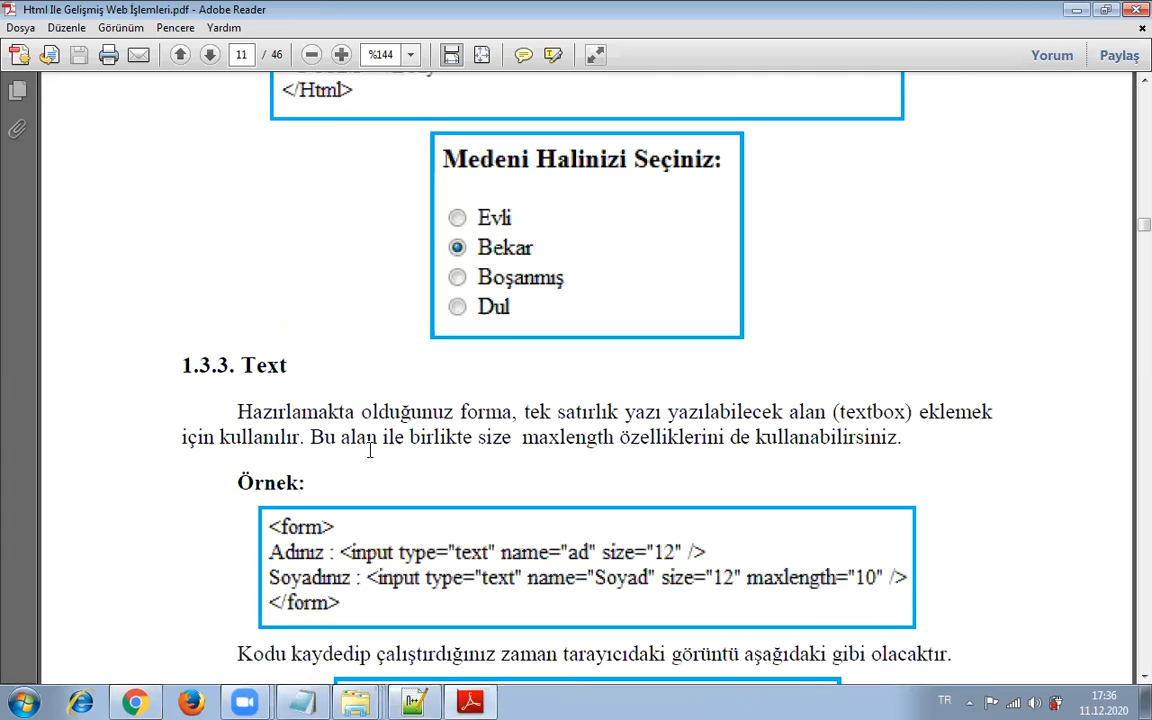 Html Ile Gelişmiş Web İşlemleri.pdf - Adobe Reader
Dosya Düzenle Görünüm Pencere Yardım
11 / 46 %144 Yorum Paylaş
</Html>
Medeni Halinizi Seçiniz:
Evli
Bekar
Boşanmış
Dul
1.3.3. Text
Hazırlamakta olduğunuz forma, tek satırlık yazı yazılabilecek alan (textbox) eklemek
için kullanılır. Bu alan ile birlikte size maxlength özelliklerini de kullanabilirsiniz.
Örnek:
<form>
Adınız : <input type="text" name="ad" size="12" />
Soyadınız : <input type="text" name="Soyad" size="12" maxlength="10" />
</form>
Kodu kaydedip çalıştırdığınız zaman tarayıcıdaki görüntü aşağıdaki gibi olacaktır.
TR 17:36
11.12.2020